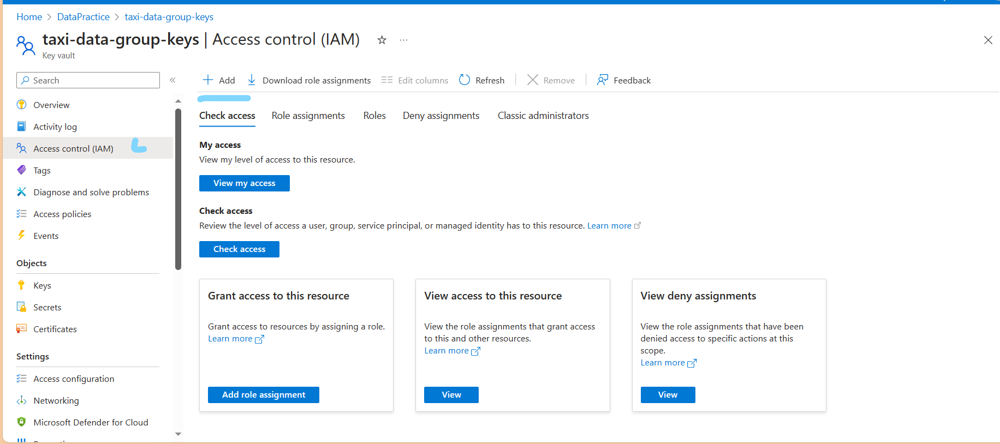 Home > DataPractice > taxi-data-group-keys
taxi-data-group-keys | Access control (IAM)
Key vault
Search
Overview
Activity log
Access control (IAM)
Tags
Diagnose and solve problems
Access policies
Events
Objects
Keys
Secrets
Certificates
Settings
Access configuration
Networking
Microsoft Defender for Cloud
Add Download role assignments Edit columns Refresh Remove Feedback
Check access Role assignments Roles Deny assignments Classic administrators
My access
View my level of access to this resource.
View my access
Check access
Review the level of access a user, group, service principal, or managed identity has to this resource. Learn more
Check access
Grant access to this resource
Grant access to resources by assigning a role.
Learn more
Add role assignment
View access to this resource
View the role assignments that grant access
to this and other resources.
Learn more
View
View deny assignments
View the role assignments that have been
denied access to specific actions at this
scope.
Learn more
View